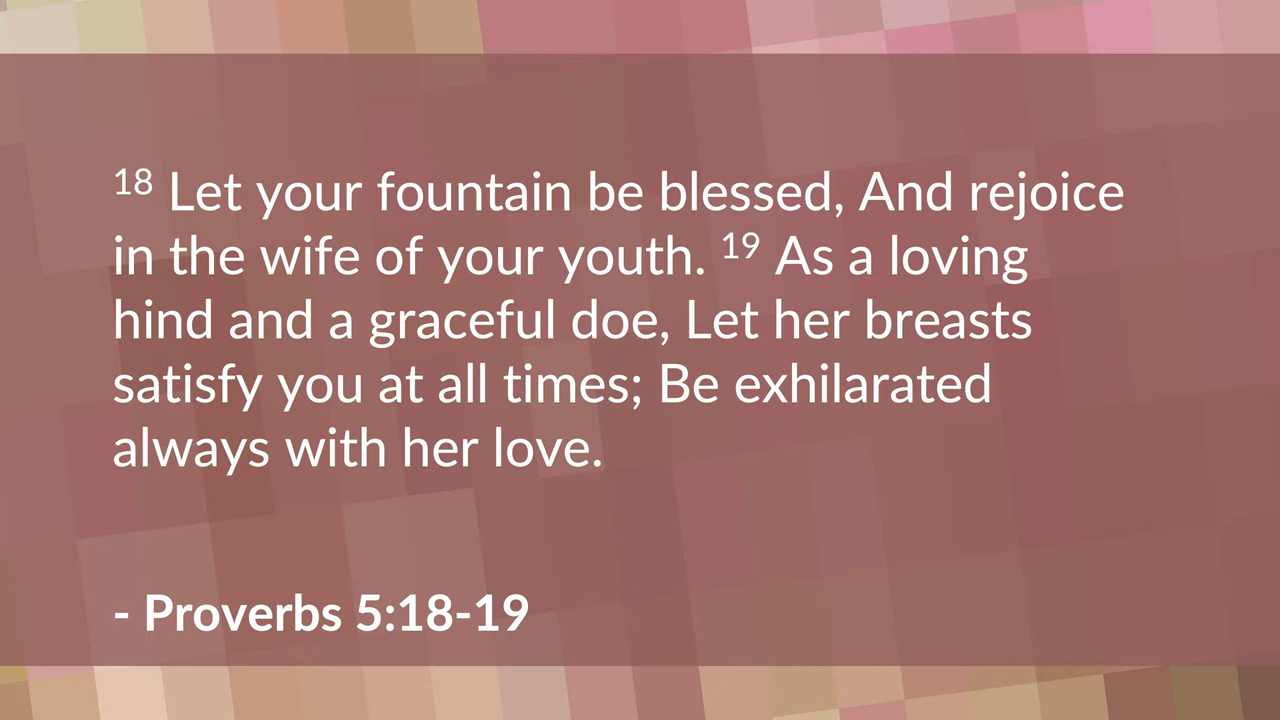 18 Let your fountain be blessed, And rejoice
in the wife of your youth. 19 As a loving
hind and a graceful doe, Let her breasts
satisfy you at all times; Be exhilarated
always with her love.
- Proverbs 5:18-19